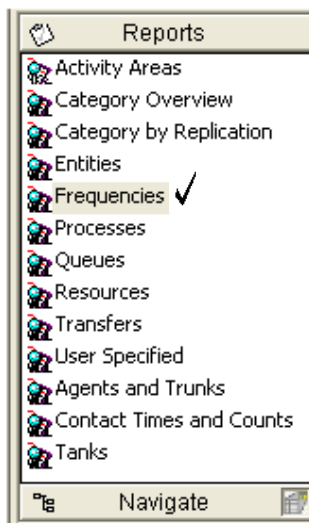 Reports
Activity Areas
Category Overview
Category by Replication
Entities
Frequencies
Processes
Queues
Resources
Transfers
User Specified
Agents and Trunks
Contact Times and Counts
Tanks
Navigate